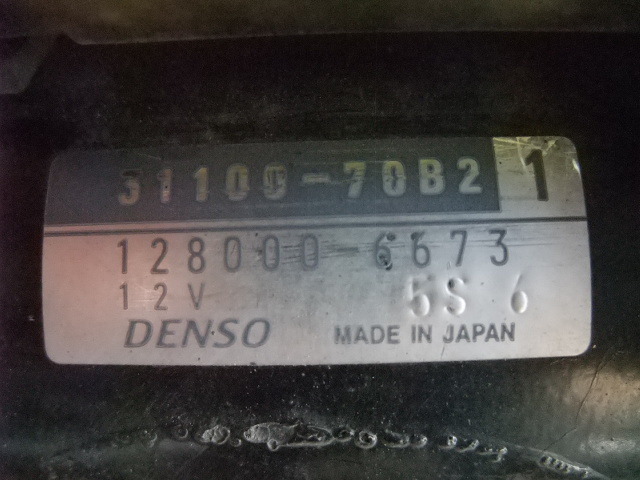 31100-70B2 1
128000-6673
12V 5S 6
DENSO MADE IN JAPAN